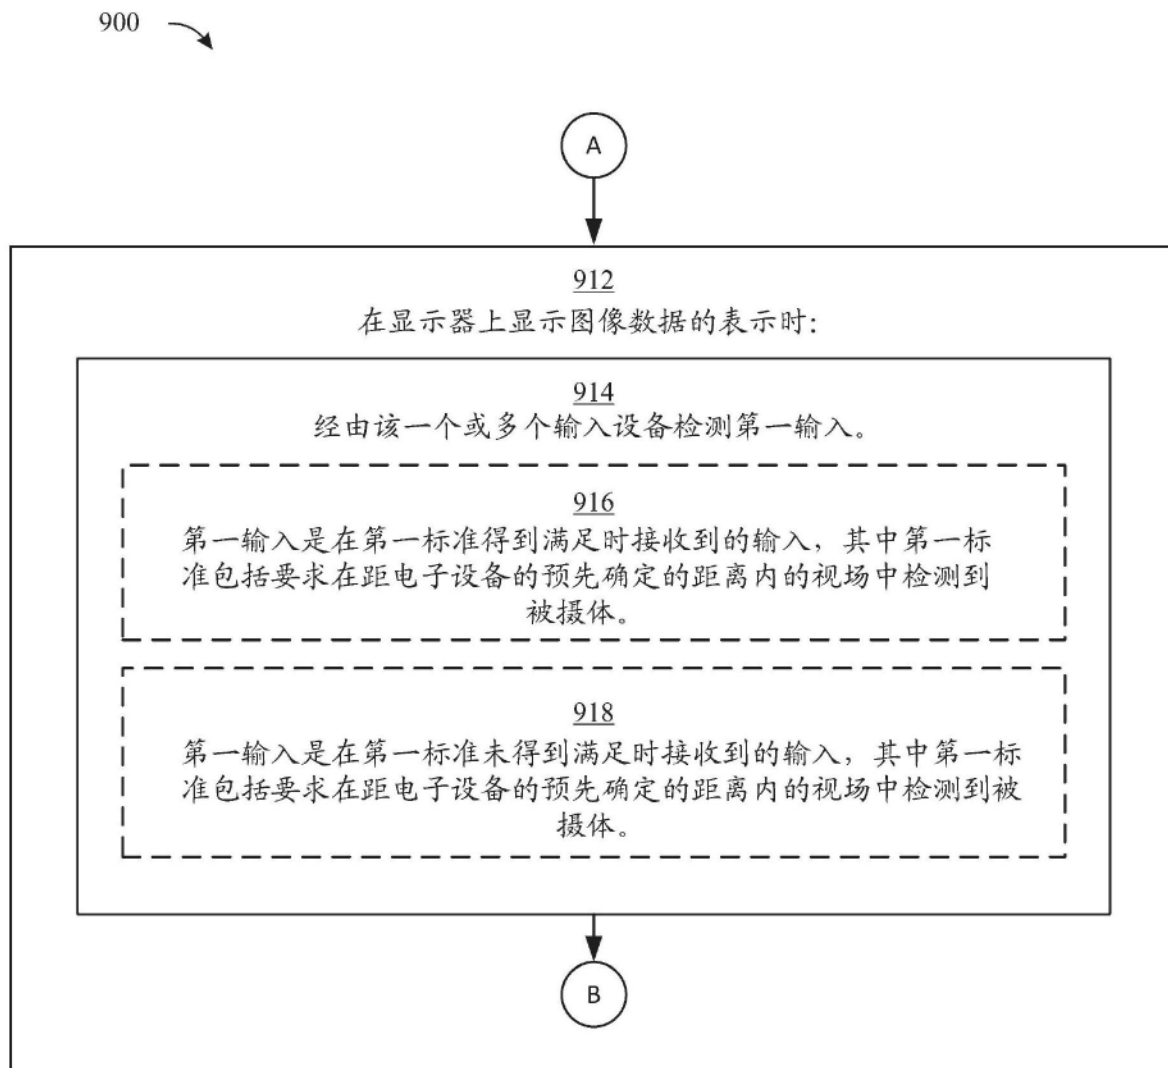 900
A
912
在显示器上显示图像数据的表示时:
914
经由该一个或多个输入设备检测第一输入。
916
第一输入是在第一标准得到满足时接收到的输入，其中第一标
准包括要求在距电子设备的预先确定的距离内的视场中检测到
被摄体。
918
第一输入是在第一标准未得到满足时接收到的输入，其中第一标
准包括要求在距电子设备的预先确定的距离内的视场中检测到被
摄体。
B